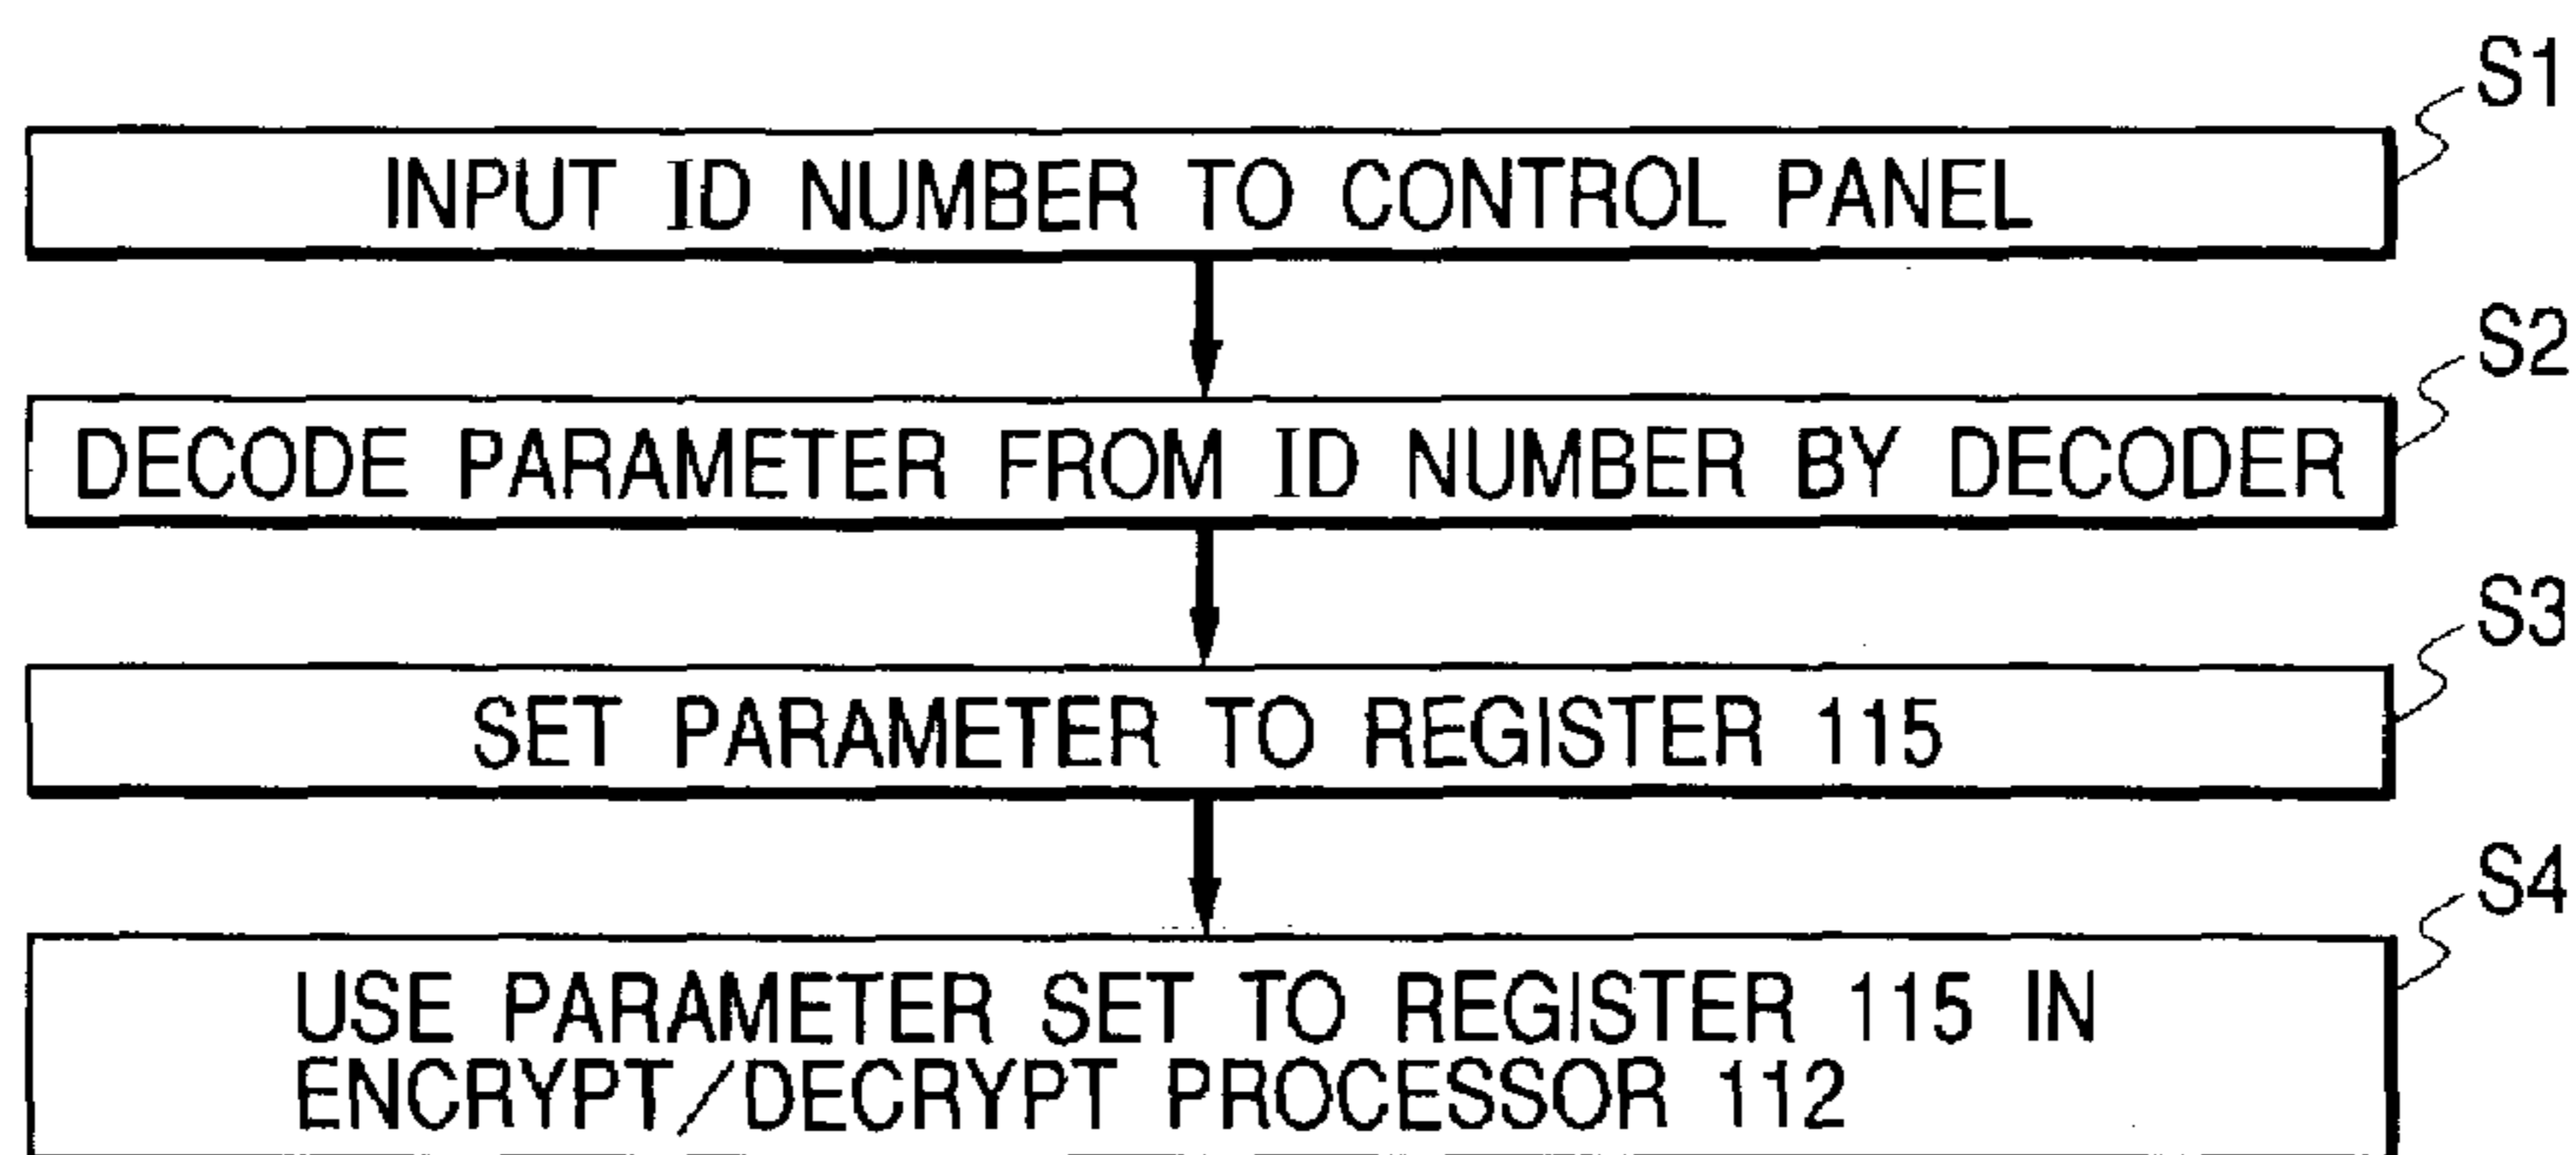 S1
INPUT ID NUMBER TO CONTROL PANEL
S2
DECODE PARAMETER FROM ID NUMBER BY DECODER
S3
SET PARAMETER TO REGISTER 115
S4
USE PARAMETER SET TO REGISTER 115 IN
ENCRYPT/DECRYPT PROCESSOR 112